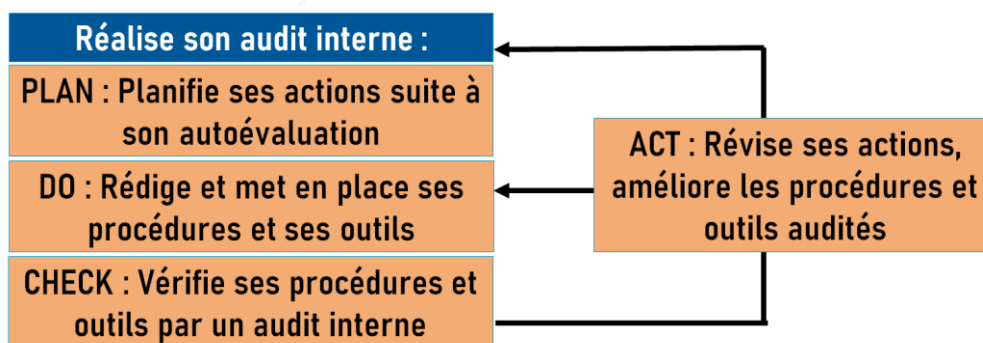 Réalise son audit interne :
PLAN : Planifie ses actions suite à
son autoévaluation
DO : Rédige et met en place ses
procédures et ses outils
CHECK : Vérifie ses procédures et
outils par un audit interne
ACT : Révise ses actions,
améliore les procédures et
outils audités